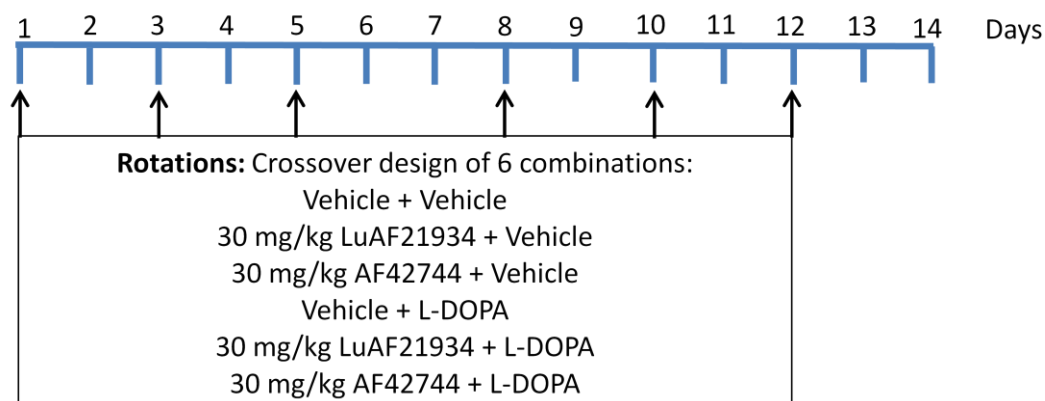 1 2 3 4 5 6 7 8 9 10 11 12 13 14 Days
Rotations: Crossover design of 6 combinations:
Vehicle + Vehicle
30 mg/kg LuAF21934 + Vehicle
30 mg/kg AF42744 + Vehicle
Vehicle + L-DOPA
30 mg/kg LuAF21934 + L-DOPA
30 mg/kg AF42744 + L-DOPA